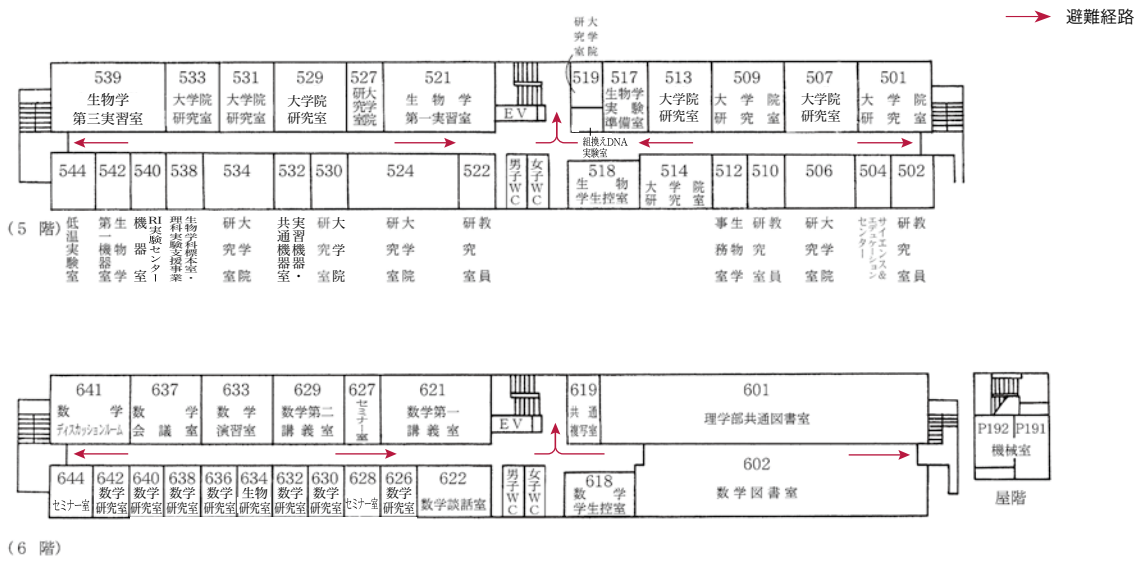 避難経路
大学院
研究室
539
生物学
第三実習室
533
大学院
研究室
531
大学院
研究室
529
大学院
研究室
527
大学院
研究室
521
生物学
第一実習室
EV
519
517
生物学
実験
準備室
513
大学院
研究室
509
大学院
研究室
507
大学院
研究室
501
大学院
研究室
組換えDNA
実験室
544
542
540
538
534
532
530
524
522
男子WC
女子WC
518
生物
学生控室
514
大学院
研究室
512
510
506
504
502
(5 階)
低温実験室
生物学
第一機器室
RI実験センター
機器室
生物学科標本室・
理科実験支援事業
大学院
研究室
実習機器・
共通機器室
大学院
研究室
大学院
研究室
教員
研究室
生物学
事務室
教員
研究室
大学院
研究室
サイエンス&
エデュケーション
センター
教員
研究室
641
数学
ディスカッションルーム
637
数学
会議室
633
数学
演習室
629
数学第二
講義室
627
セミナー室
621
数学第一
講義室
EV
619
共通
複写室
601
理学部共通図書室
P192
P191
機械室
屋階
644
セミナー室
642
数学
研究室
640
数学
研究室
638
数学
研究室
636
数学
研究室
634
生物
研究室
632
数学
研究室
630
数学
研究室
628
セミナー室
626
数学
研究室
622
数学談話室
男子WC
女子WC
618
数学
学生控室
602
数学図書室
(6 階)